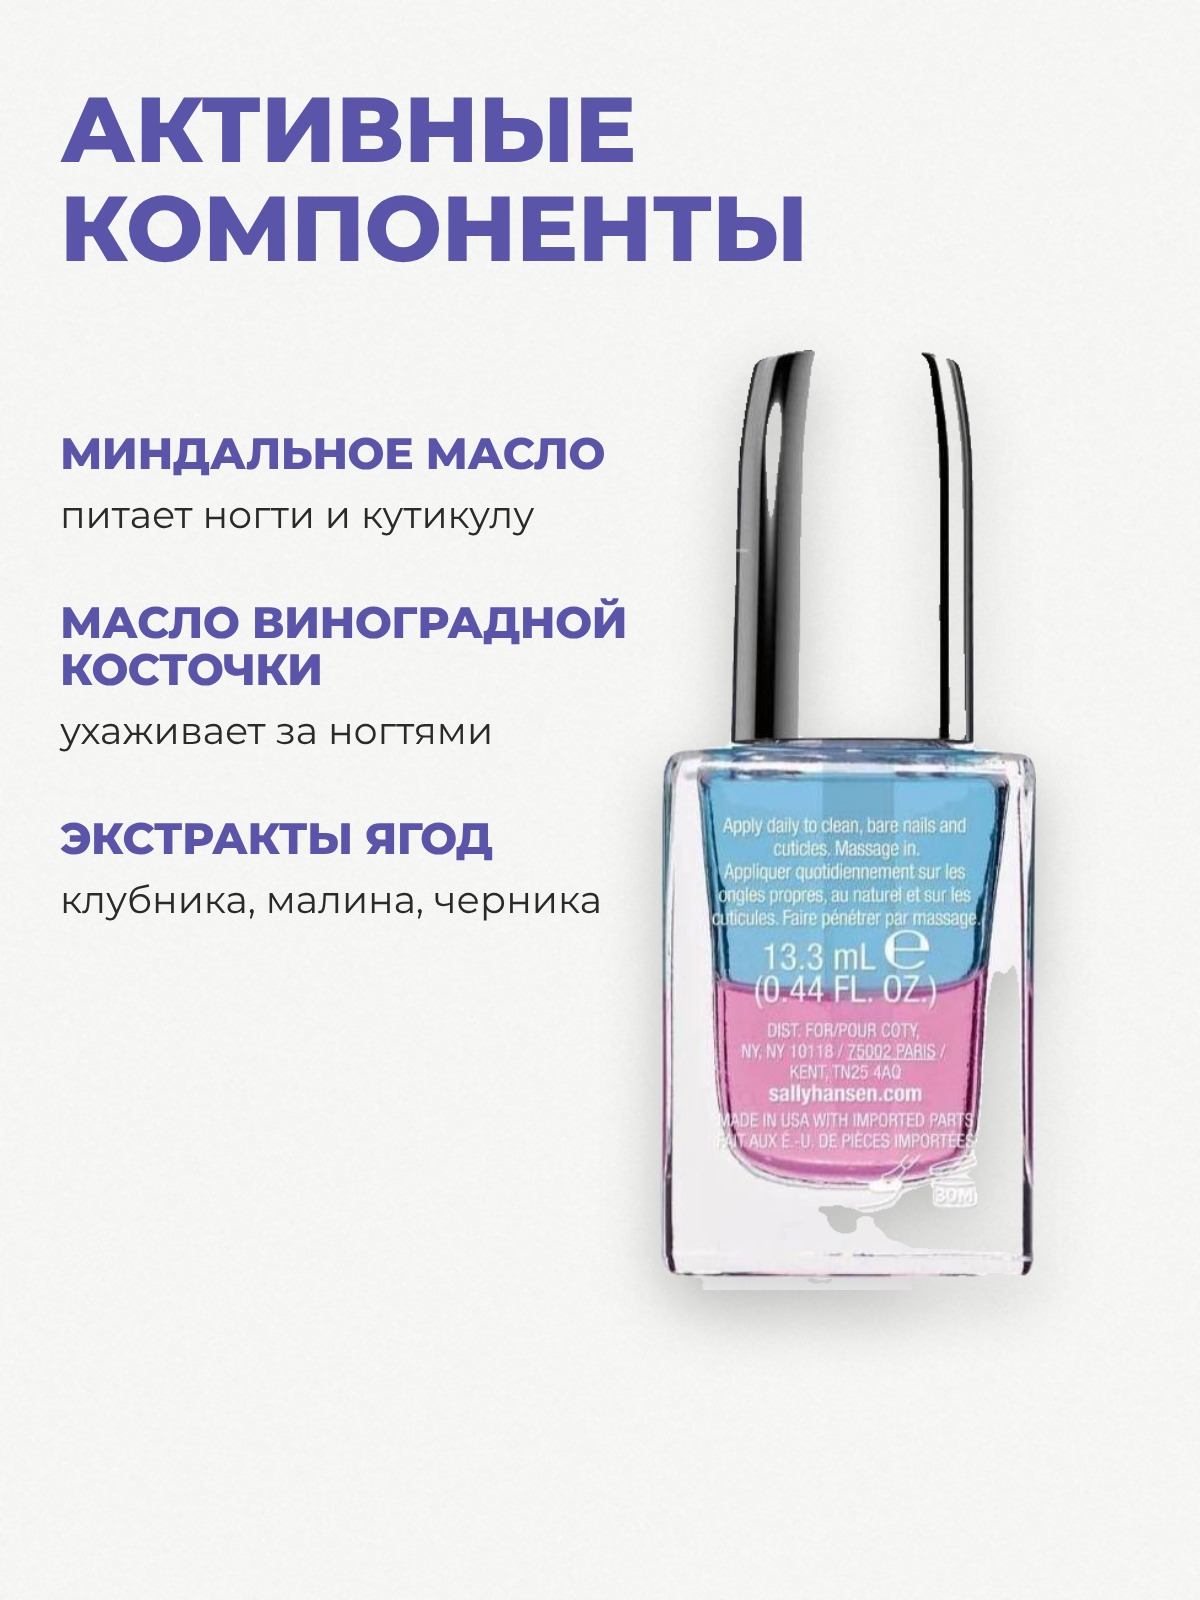 АКТИВНЫЕ
КОМПОНЕНТЫ
МИНДАЛЬНОЕ МАСЛО
питает ногти и кутикулу
МАСЛО ВИНОГРАДНОЙ
КОСТОЧКИ
ухаживает за ногтями
ЭКСТРАКТЫ ЯГОД
клубника, малина, черника
Apply daily to clean, bare nails and
cuticles. Massage in.
Appliquer quotidiennement sur les
ongles propres, au naturel et sur les
cuticules. Faire pénétrer par massage.
13.3 mL e
(0.44 FL. OZ.)
DIST. FOR/POUR COTY,
NY, NY 10118 / 75002 PARIS /
KENT, TN25 4AQ
sallyhansen.com
MADE IN USA WITH IMPORTED PARTS
FAIT AUX É.-U. DE PIÈCES IMPORTÉES
30M